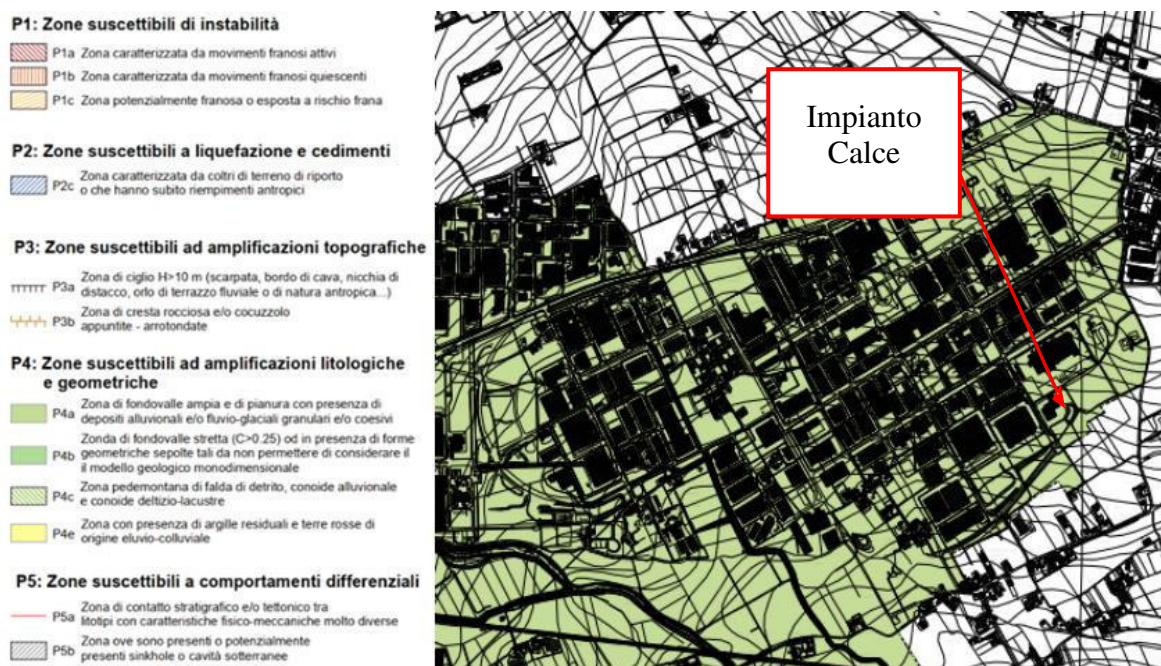 P1: Zone suscettibili di instabilità
P1a Zona caratterizzata da movimenti franosi attivi
P1b Zona caratterizzata da movimenti franosi quiescenti
P1c Zona potenzialmente franosa o esposta a rischio frana
P2: Zone suscettibili a liquefazione e cedimenti
P2c Zona caratterizzata da coltri di terreno di riporto
o che hanno subito riempimenti antropici
P3: Zone suscettibili ad amplificazioni topografiche
P3a Zona di ciglio H>10 m (scarpata, bordo di cava, nicchia di
distacco, orlo di terrazzo fluviale o di natura antropica...)
P3b Zona di cresta rocciosa e/o cocuzzolo
appuntite - arrotondate
P4: Zone suscettibili ad amplificazioni litologiche
e geometriche
P4a Zona di fondovalle ampia e di pianura con presenza di
depositi alluvionali e/o fluvio-glaciali granulari e/o coesivi
P4b Zonda di fondovalle stretta (C>0.25) od in presenza di forme
geometriche sepolte tali da non permettere di considerare il
il modello geologico monodimensionale
P4c Zona pedemontana di falda di detrito, conoide alluvionale
e conoide deltizio-lacustre
P4e Zona con presenza di argille residuali e terre rosse di
origine eluvio-colluviale
P5: Zone suscettibili a comportamenti differenziali
P5a Zona di contatto stratigrafico e/o tettonico tra
litotipi con caratteristiche fisico-meccaniche molto diverse
P5b Zona ove sono presenti o potenzialmente
presenti sinkhole o cavità sotterranee
Impianto
Calce